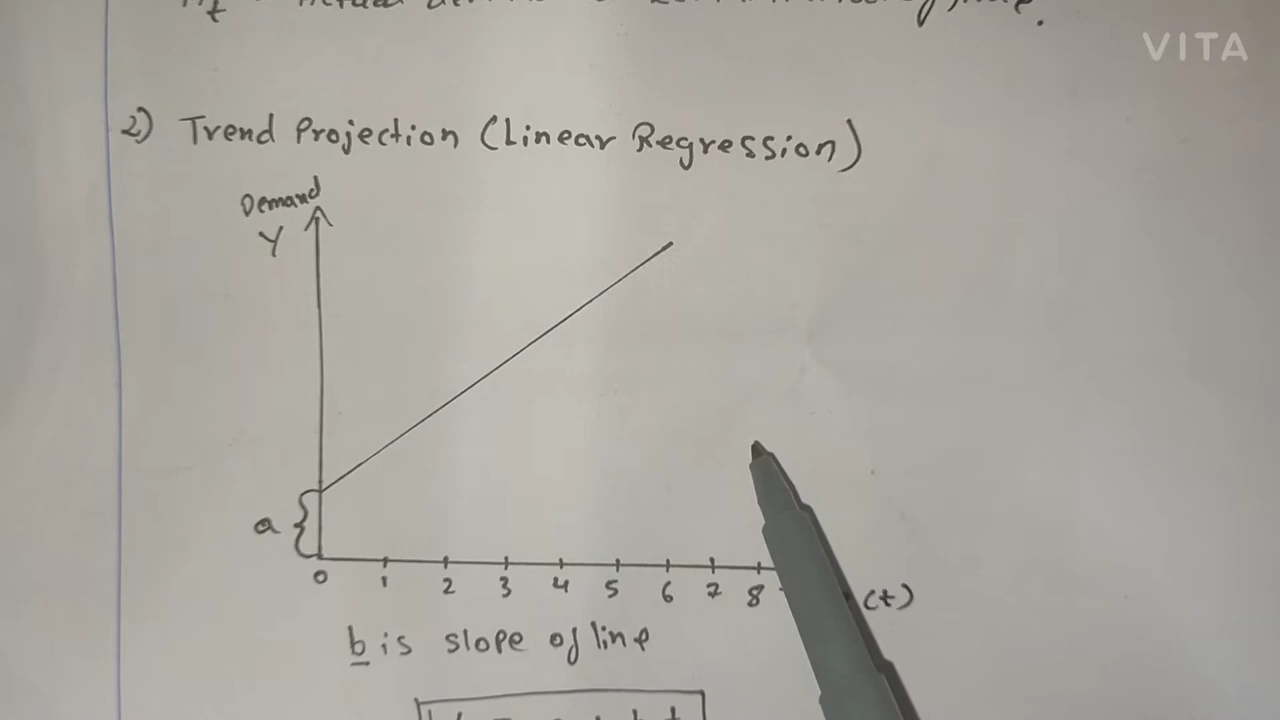 VITA
2) Trend Projection (Linear Regression)
Demand
Y
a
0 1 2 3 4 5 6 7 8
(t)
b is slope of line